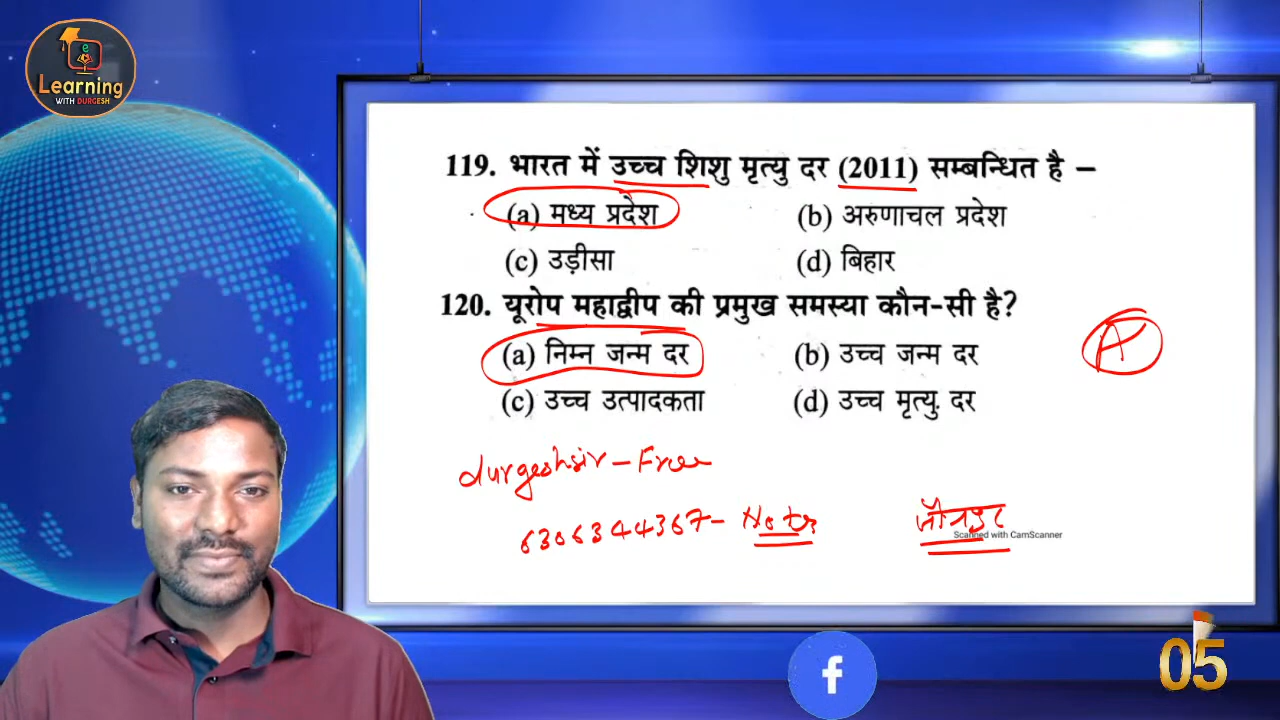 e
Learning
WITH DURGESH
119. भारत में उच्च शिशु मृत्यु दर (2011) सम्बन्धित है –
(a) मध्य प्रदेश (b) अरुणाचल प्रदेश
(c) उड़ीसा (d) बिहार
120. यूरोप महाद्वीप की प्रमुख समस्या कौन-सी है?
(a) निम्न जन्म दर (b) उच्च जन्म दर
(c) उच्च उत्पादकता (d) उच्च मृत्यु. दर
A
durgeshsir – Free
6306344367 – Notes
जौनपुर
Scanned with CamScanner
f
05